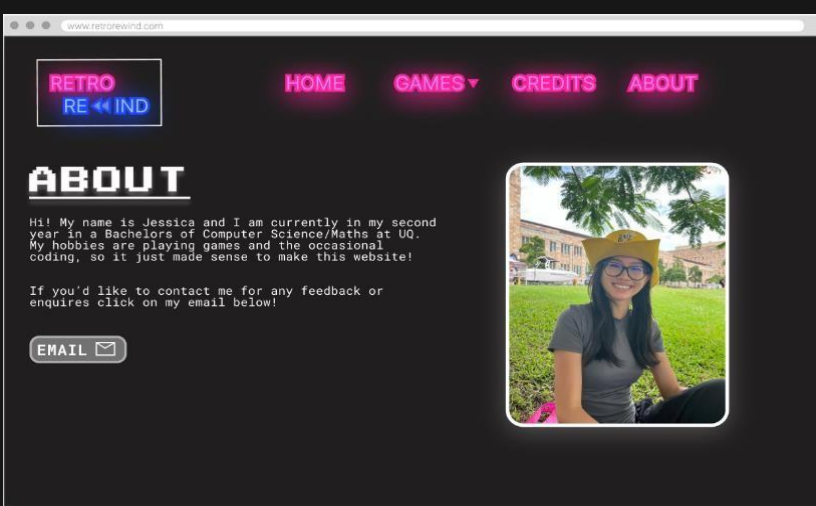 www.retrorewind.com
RETRO
RE IND
HOME GAMES CREDITS ABOUT
ABOUT
Hi! My name is Jessica and I am currently in my second
year in a Bachelors of Computer Science/Maths at UQ.
My hobbies are playing games and the occasional
coding, so it just made sense to make this website!
If you'd like to contact me for any feedback or
enquires click on my email below!
EMAIL